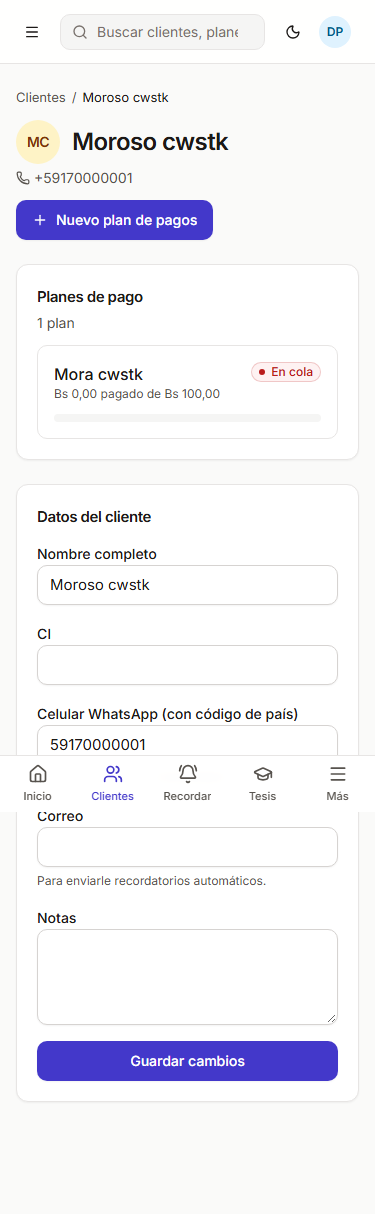 Buscar clientes, plane
DP
Clientes / Moroso cwstk
MC
Moroso cwstk
+59170000001
+ Nuevo plan de pagos
Planes de pago
1 plan
Mora cwstk
En cola
Bs 0,00 pagado de Bs 100,00
Datos del cliente
Nombre completo
Moroso cwstk
CI
Celular WhatsApp (con código de país)
59170000001
Inicio
Clientes
Recordar
Tesis
Más
Correo
Para enviarle recordatorios automáticos.
Notas
Guardar cambios